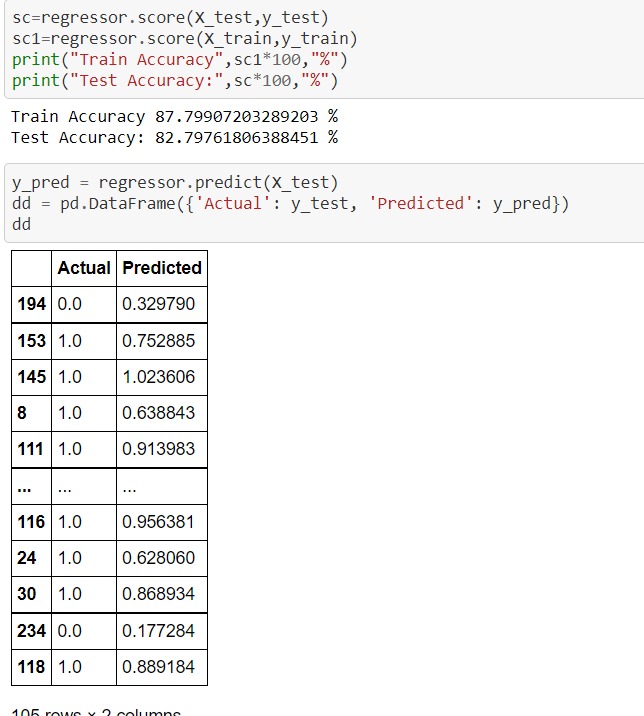 sc=regressor.score(X_test,y_test)
sc1=regressor.score(X_train,y_train)
print("Train Accuracy",sc1*100,"%")
print("Test Accuracy:",sc*100,"%")
Train Accuracy 87.79907203289203 %
Test Accuracy: 82.79761806388451 %
y_pred = regressor.predict(X_test)
dd = pd.DataFrame({'Actual': y_test, 'Predicted': y_pred})
dd
Actual Predicted
194 0.0 0.329790
153 1.0 0.752885
145 1.0 1.023606
8 1.0 0.638843
111 1.0 0.913983
... ... ...
116 1.0 0.956381
24 1.0 0.628060
30 1.0 0.868934
234 0.0 0.177284
118 1.0 0.889184
105 rows × 2 columns